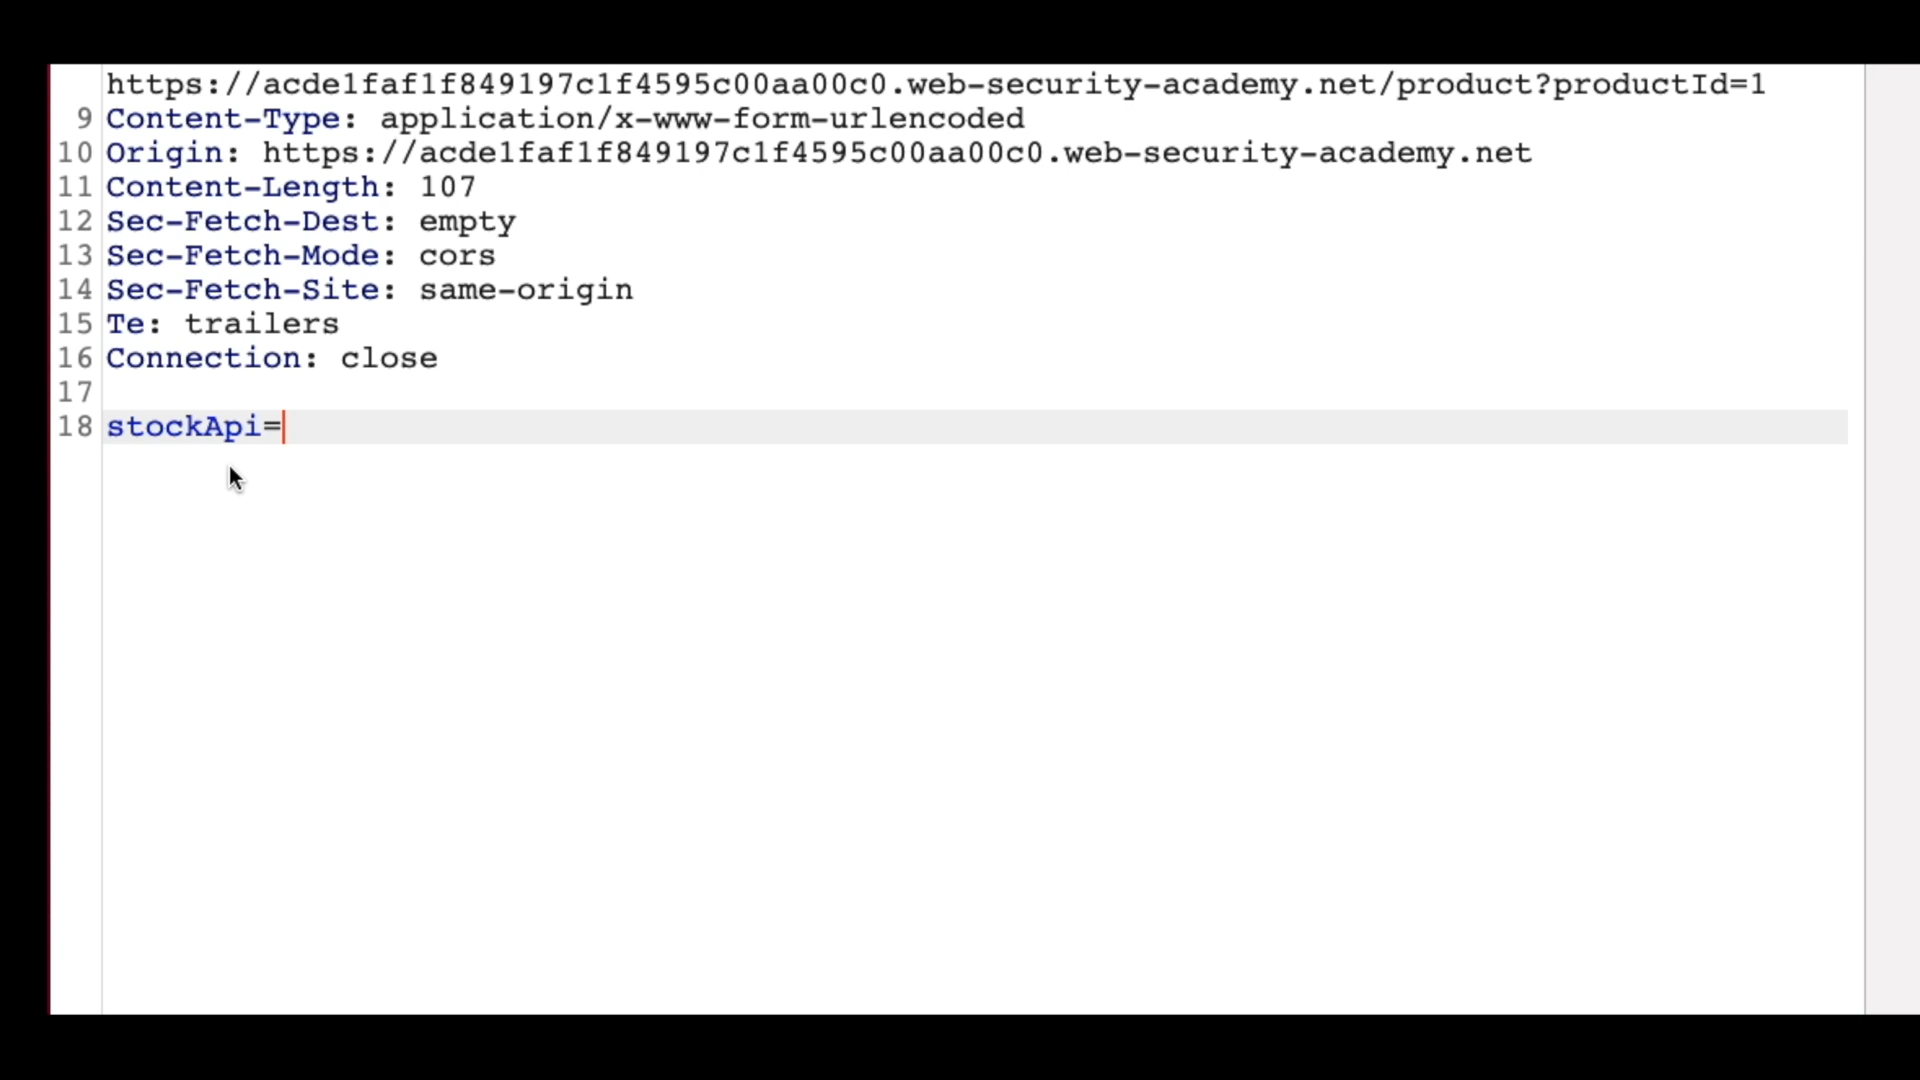 https://acde1faf1f849197c1f4595c00aa00c0.web-security-academy.net/product?productId=1
9 Content-Type: application/x-www-form-urlencoded
10 Origin: https://acde1faf1f849197c1f4595c00aa00c0.web-security-academy.net
11 Content-Length: 107
12 Sec-Fetch-Dest: empty
13 Sec-Fetch-Mode: cors
14 Sec-Fetch-Site: same-origin
15 Te: trailers
16 Connection: close
17
18 stockApi=